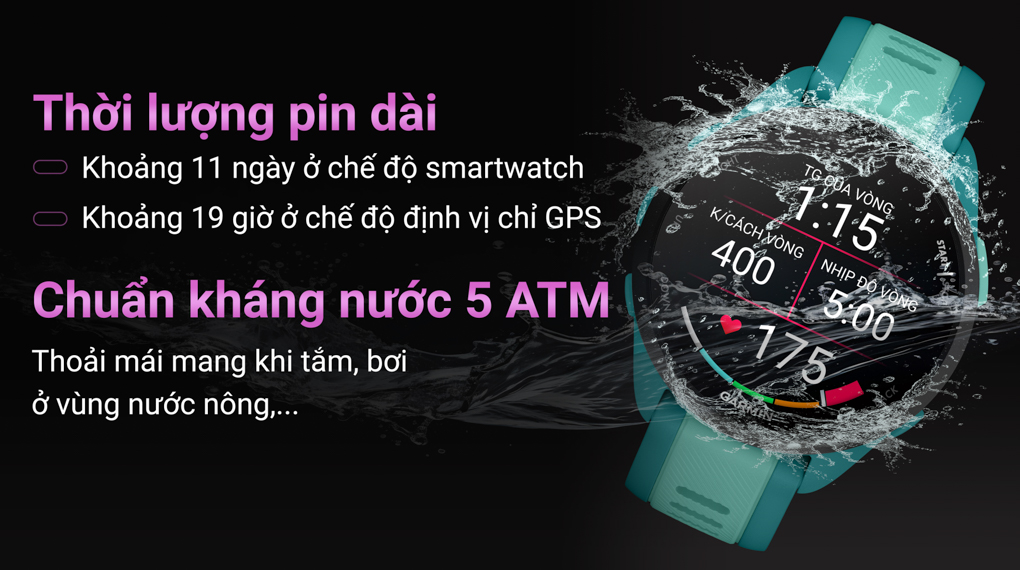 Thời lượng pin dài
Khoảng 11 ngày ở chế độ smartwatch
Khoảng 19 giờ ở chế độ định vị chỉ GPS
Chuẩn kháng nước 5 ATM
Thoải mái mang khi tắm, bơi
ở vùng nước nông,...
TG CỦA VÒNG
1:15
K/CÁCH VÒNG
400
NHỊP ĐỘ VÒNG
5:00
175
GARMIN
START